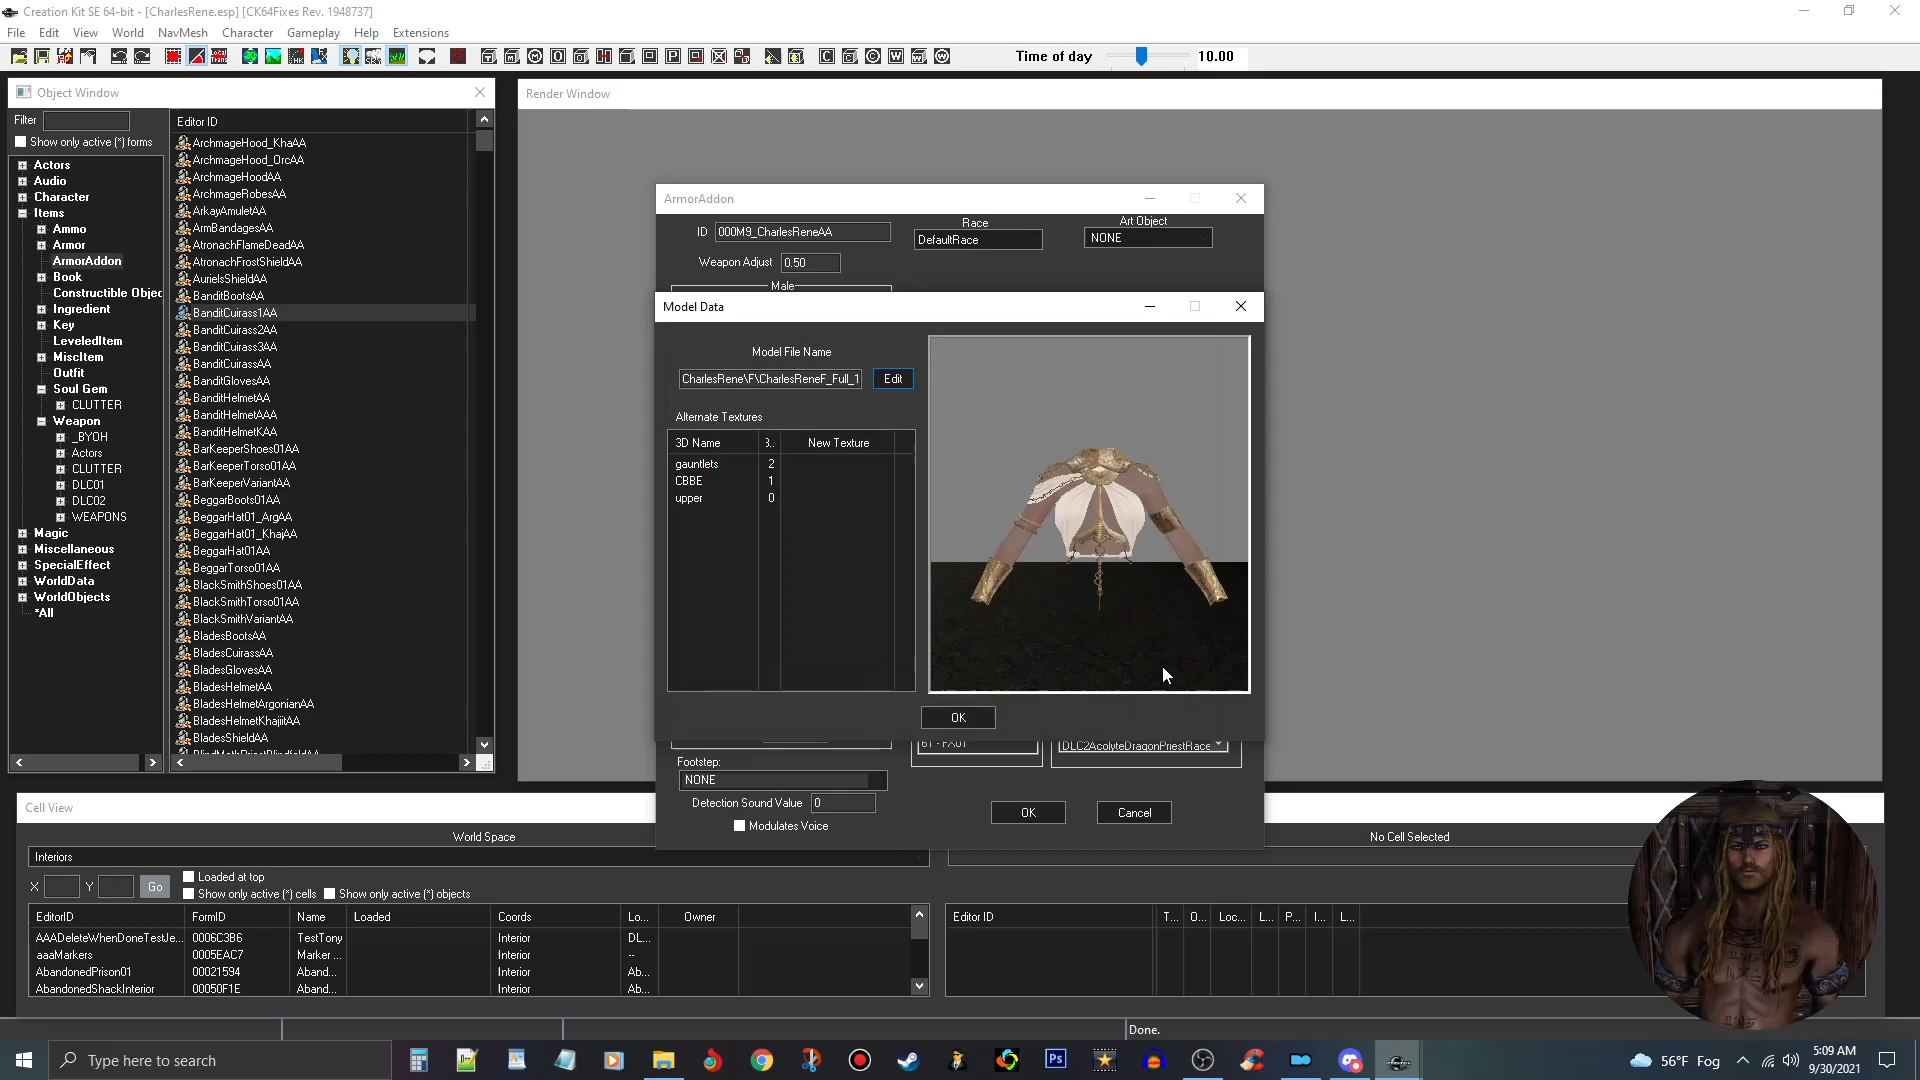 Creation Kit SE 64-bit - [CharlesRene.esp] [CK64Fixes Rev. 1948737]
File Edit View World NavMesh Character Gameplay Help Extensions
Time of day 10.00
Object Window
Filter
Show only active (*) forms
Actors
Audio
Character
Items
Ammo
Armor
ArmorAddon
Book
Constructible Objec
Ingredient
Key
LeveledItem
MiscItem
Outfit
Soul Gem
CLUTTER
Weapon
_BYOH
Actors
CLUTTER
DLC01
DLC02
WEAPONS
Magic
Miscellaneous
SpecialEffect
WorldData
WorldObjects
*All
Editor ID
ArchmageHood_KhaAA
ArchmageHood_OrcAA
ArchmageHoodAA
ArchmageRobesAA
ArkayAmuletAA
ArmBandagesAA
AtronachFlameDeadAA
AtronachFrostShieldAA
AurielsShieldAA
BanditBootsAA
BanditCuirass1AA
BanditCuirass2AA
BanditCuirass3AA
BanditCuirassAA
BanditGlovesAA
BanditHelmetAA
BanditHelmetAAA
BanditHelmetKAA
BarKeeperShoes01AA
BarKeeperTorso01AA
BarKeeperVariantAA
BeggarBoots01AA
BeggarHat01_ArgAA
BeggarHat01_KhajAA
BeggarHat01AA
BeggarTorso01AA
BlackSmithShoes01AA
BlackSmithTorso01AA
BlackSmithVariantAA
BladesBootsAA
BladesCuirassAA
BladesGlovesAA
BladesHelmetAA
BladesHelmetArgonianAA
BladesHelmetKhajiitAA
BladesShieldAA
Render Window
ArmorAddon
ID 000M9_CharlesReneAA
Race
DefaultRace
Art Object
NONE
Weapon Adjust 0.50
Male
Model Data
Model File Name
CharlesRene\F\CharlesReneF_Full_1 Edit
Alternate Textures
3D Name 3.. New Texture
gauntlets 2
CBBE 1
upper 0
OK
61 - FX01
DLC2AcolyteDragonPriestRace
Footstep:
NONE
Detection Sound Value 0
Modulates Voice
OK Cancel
Cell View
World Space
Interiors
X Y Go
Loaded at top
Show only active (*) cells Show only active (*) objects
EditorID FormID Name Loaded Coords Lo... Owner
AAADeleteWhenDoneTestJe... 0006C3B6 TestTony Interior DL...
aaaMarkers 0005EAC7 Marker ... Interior --
AbandonedPrison01 00021594 Aband... Interior Ab...
AbandonedShackInterior 00050F1E Aband... Interior Ab...
No Cell Selected
Editor ID T... O... Loc... L... P... I... L...
Done.
Type here to search
Ps
56°F Fog
5:09 AM
9/30/2021